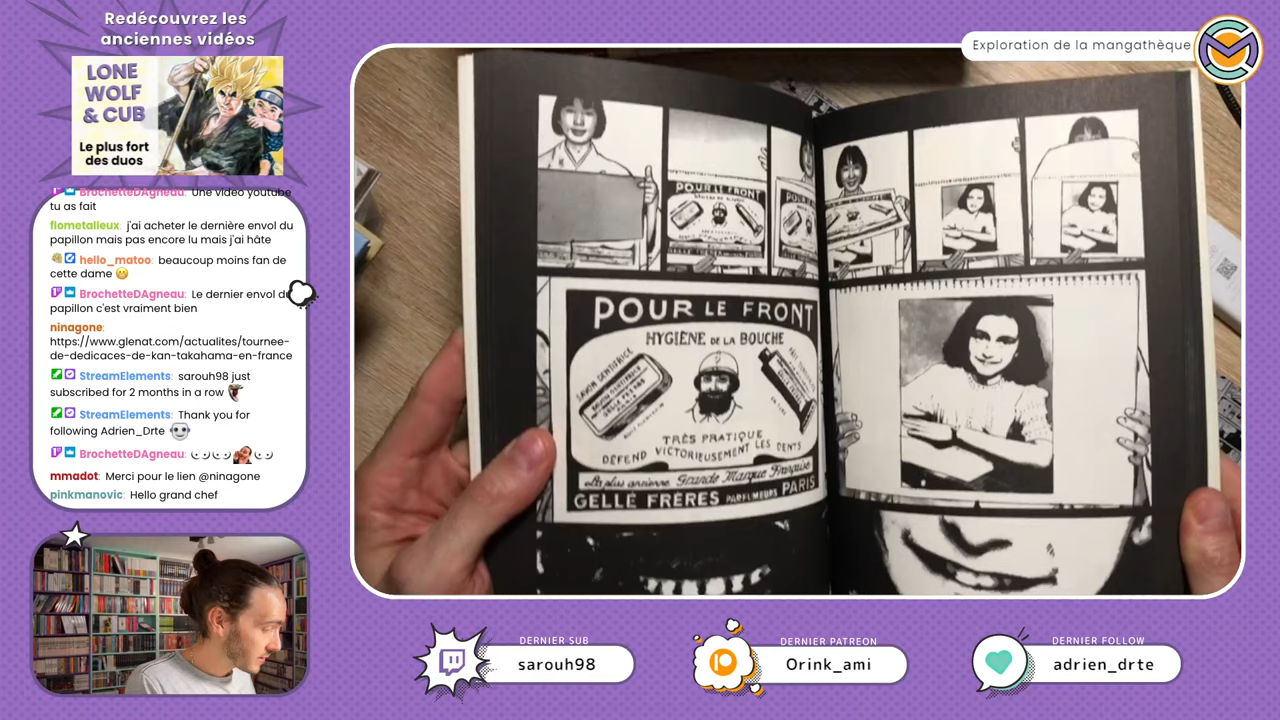 Redécouvrez les
anciennes vidéos
LONE
WOLF
& CUB
Le plus fort
des duos
BrochetteDAgneau: Une vidéo youtube
tu as fait
flometalleux: j'ai acheter le dernière envol du
papillon mais pas encore lu mais j'ai hâte
hello_matoo: beaucoup moins fan de
cette dame
BrochetteDAgneau: Le dernier envol du
papillon c'est vraiment bien
ninagone:
https://www.glenat.com/actualites/tournee-
de-dedicaces-de-kan-takahama-en-france
StreamElements: sarouh98 just
subscribed for 2 months in a row
StreamElements: Thank you for
following Adrien_Drte
BrochetteDAgneau:
mmadot: Merci pour le lien @ninagone
pinkmanovic: Hello grand chef
Exploration de la mangathèque
POUR LE FRONT
POUR LE FRONT
HYGIÈNE DE LA BOUCHE
SAVON DENTIFRICE
TRÈS PRATIQUE
DÉFEND VICTORIEUSEMENT LES DENTS
La plus ancienne Grande Marque Française
GELLÉ FRÈRES PARFUMEURS PARIS
DERNIER SUB
sarouh98
DERNIER PATREON
Orink_ami
DERNIER FOLLOW
adrien_drte